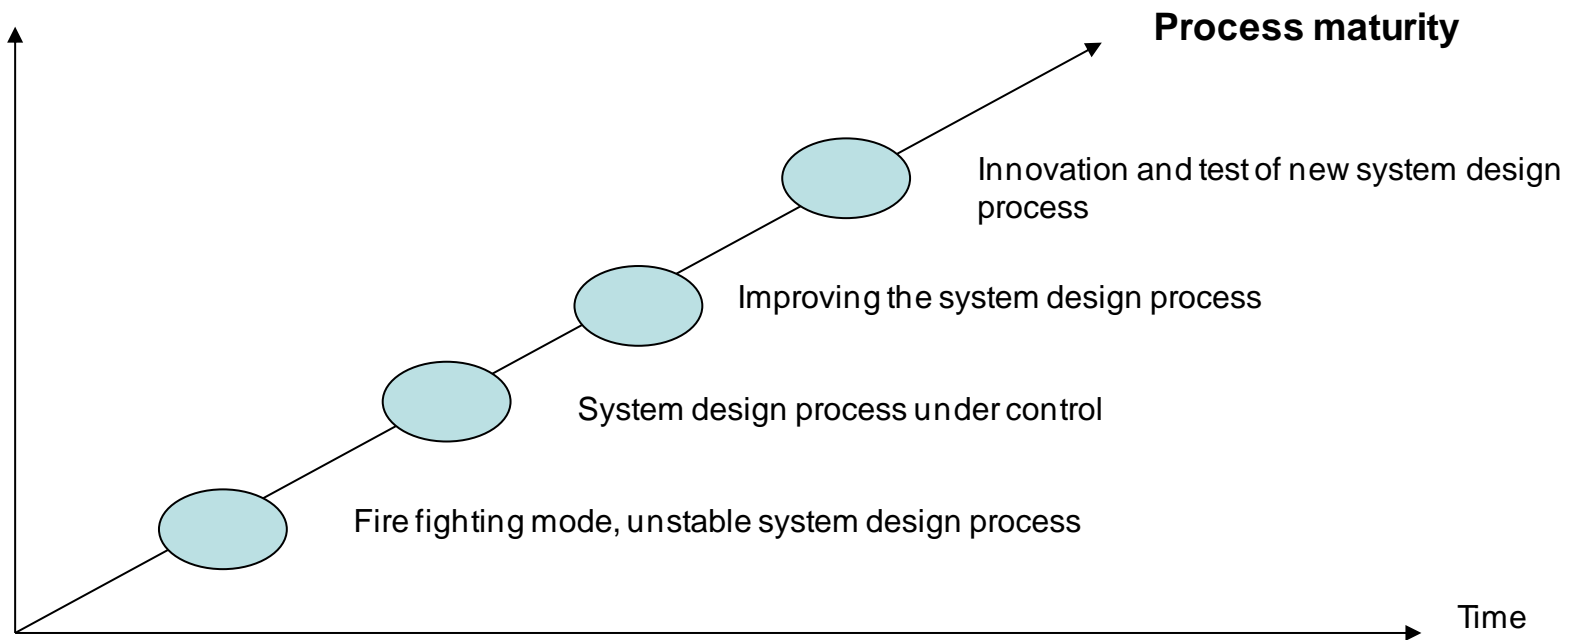 Process maturity
Innovation and test of new system design
process
Improving the system design process
System design process under control
Fire fighting mode, unstable system design process
Time